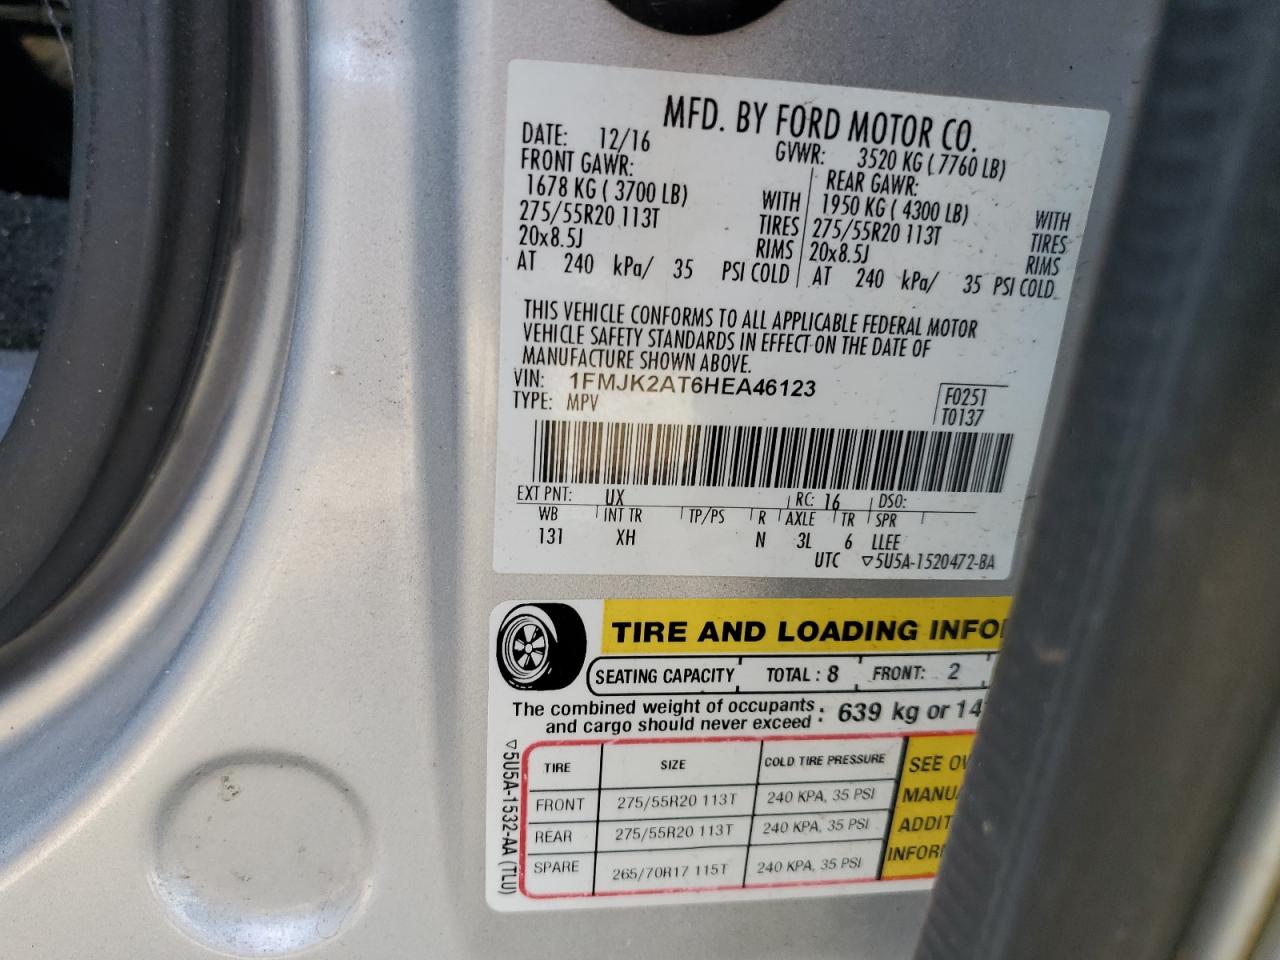 MFD. BY FORD MOTOR CO.
DATE: 12/16 GVWR: 3520 KG ( 7760 LB)
FRONT GAWR: REAR GAWR:
1678 KG ( 3700 LB) WITH 1950 KG ( 4300 LB) WITH
275/55R20 113T TIRES 275/55R20 113T TIRES
20x8.5J RIMS 20x8.5J RIMS
AT 240 kPa/ 35 PSI COLD AT 240 kPa/ 35 PSI COLD
THIS VEHICLE CONFORMS TO ALL APPLICABLE FEDERAL MOTOR
VEHICLE SAFETY STANDARDS IN EFFECT ON THE DATE OF
MANUFACTURE SHOWN ABOVE.
VIN: 1FMJK2AT6HEA46123 F0251
TYPE: MPV T0137
EXT PNT: UX RC: 16 DSO:
WB INT TR TP/PS R AXLE TR SPR
131 XH N 3L 6 LLEE
UTC ▽5U5A-1520472-BA
TIRE AND LOADING INFO
SEATING CAPACITY TOTAL : 8 FRONT: 2
The combined weight of occupants
and cargo should never exceed : 639 kg or 14
TIRE SIZE COLD TIRE PRESSURE SEE OW
FRONT 275/55R20 113T 240 KPA, 35 PSI MANU
REAR 275/55R20 113T 240 KPA, 35 PSI ADDIT
SPARE 265/70R17 115T 240 KPA, 35 PSI INFOR
▽5U5A-1532-AA (TLU)